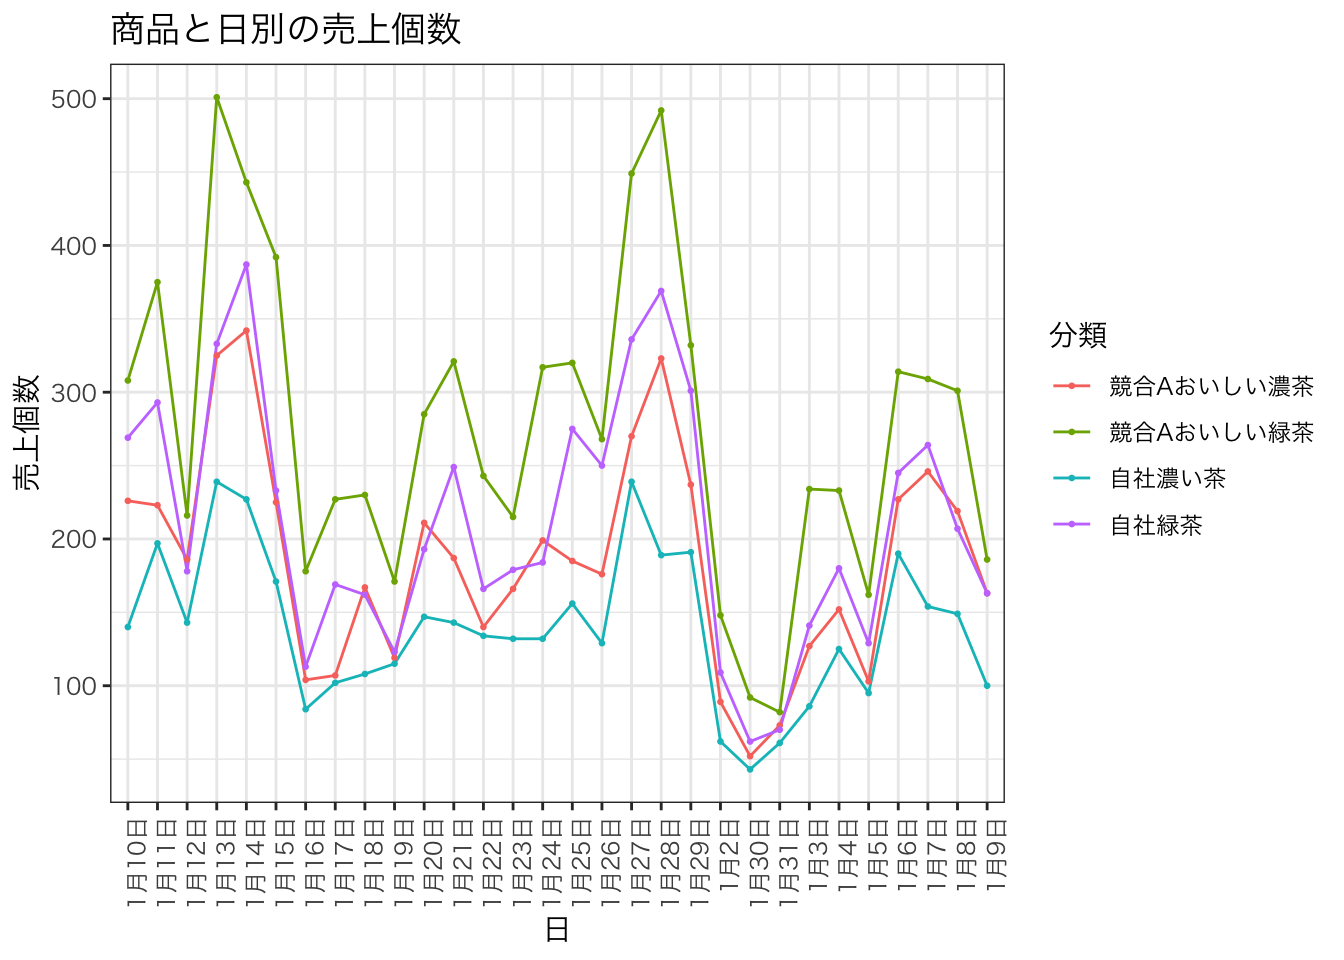 商品と日別の売上個数
売上個数
500
400
300
200
100
1月10日
1月11日
1月12日
1月13日
1月14日
1月15日
1月16日
1月17日
1月18日
1月19日
1月20日
1月21日
1月22日
1月23日
1月24日
1月25日
1月26日
1月27日
1月28日
1月29日
1月2日
1月30日
1月31日
1月3日
1月4日
1月5日
1月6日
1月7日
1月8日
1月9日
日
分類
競合Aおいしい濃茶
競合Aおいしい緑茶
自社濃い茶
自社緑茶